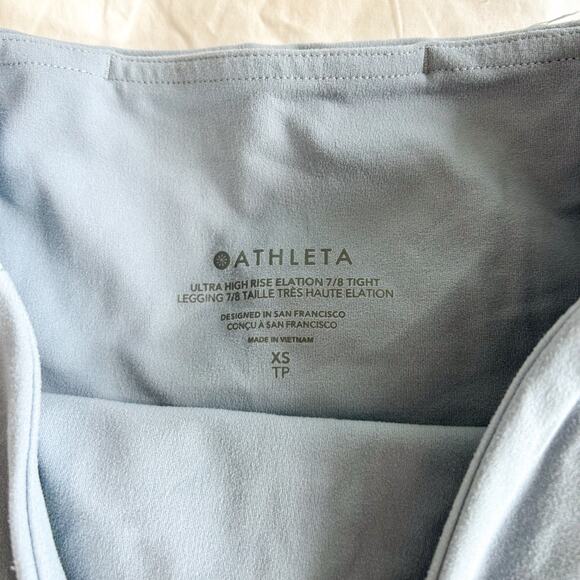 ATHLETA
ULTRA HIGH RISE ELATION 7/8 TIGHT
LEGGING 7/8 TAILLE TRÈS HAUTE ELATION
DESIGNED IN SAN FRANCISCO
CONÇU À SAN FRANCISCO
MADE IN VIETNAM
XS
TP